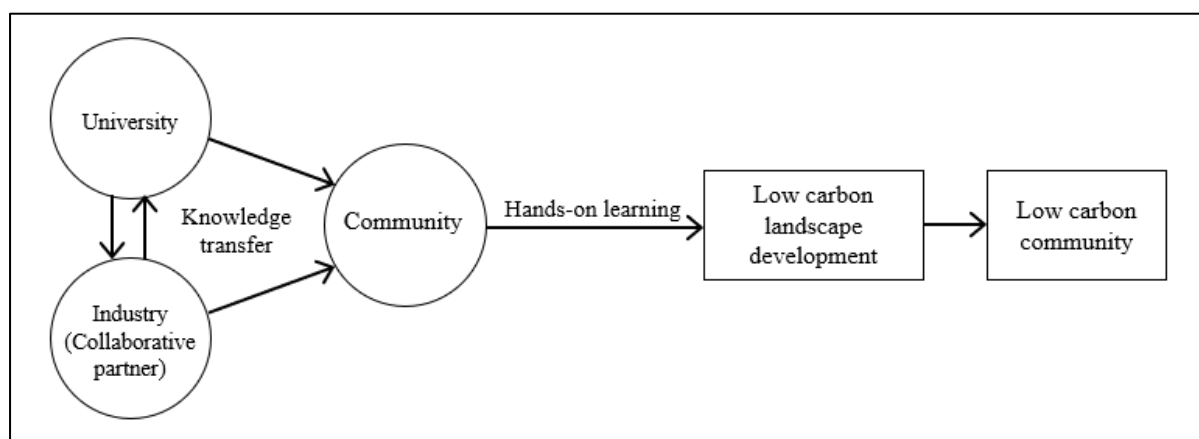 University
Knowledge
transfer
Industry
(Collaborative
partner)
Community
Hands-on learning
Low carbon
landscape
development
Low carbon
community